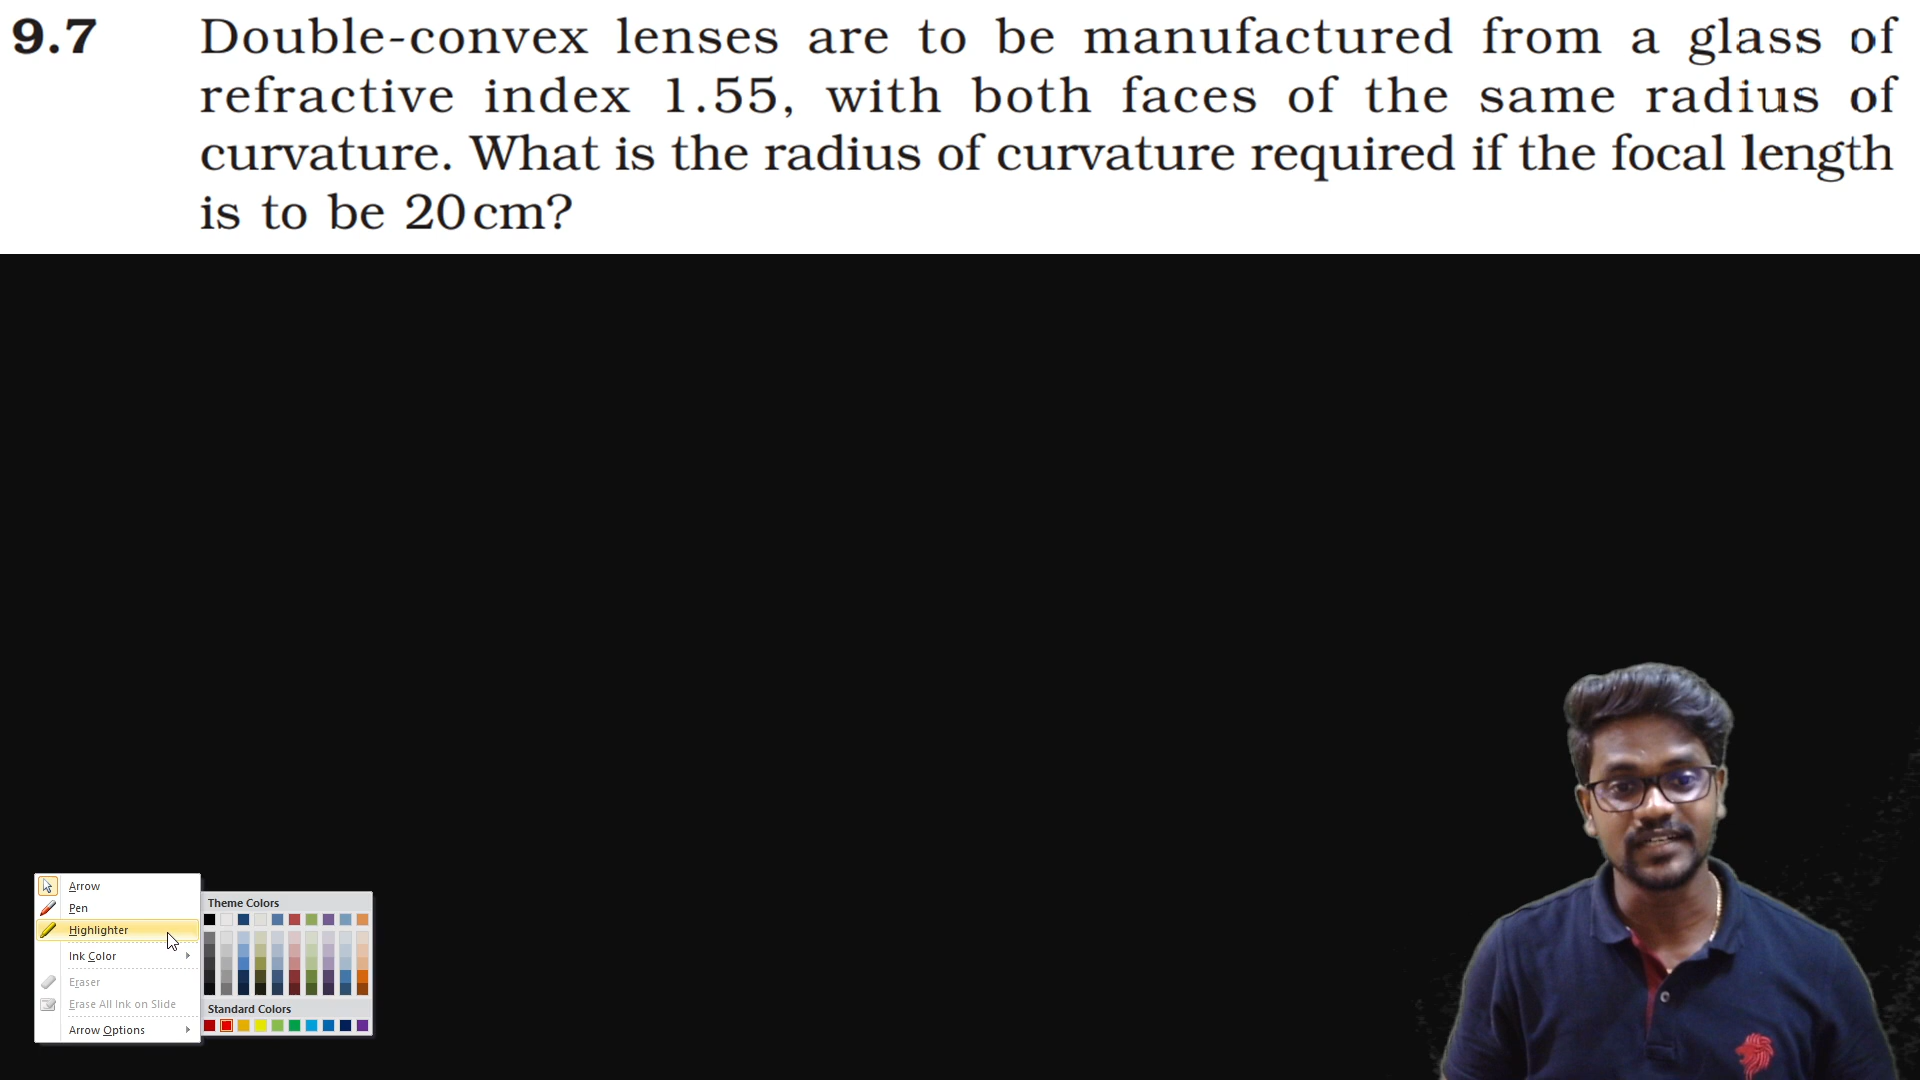 9.7 Double-convex lenses are to be manufactured from a glass of
refractive index 1.55, with both faces of the same radius of
curvature. What is the radius of curvature required if the focal length
is to be 20cm?
Arrow
Pen
Highlighter
Ink Color
Eraser
Erase All Ink on Slide
Arrow Options
Theme Colors
Standard Colors